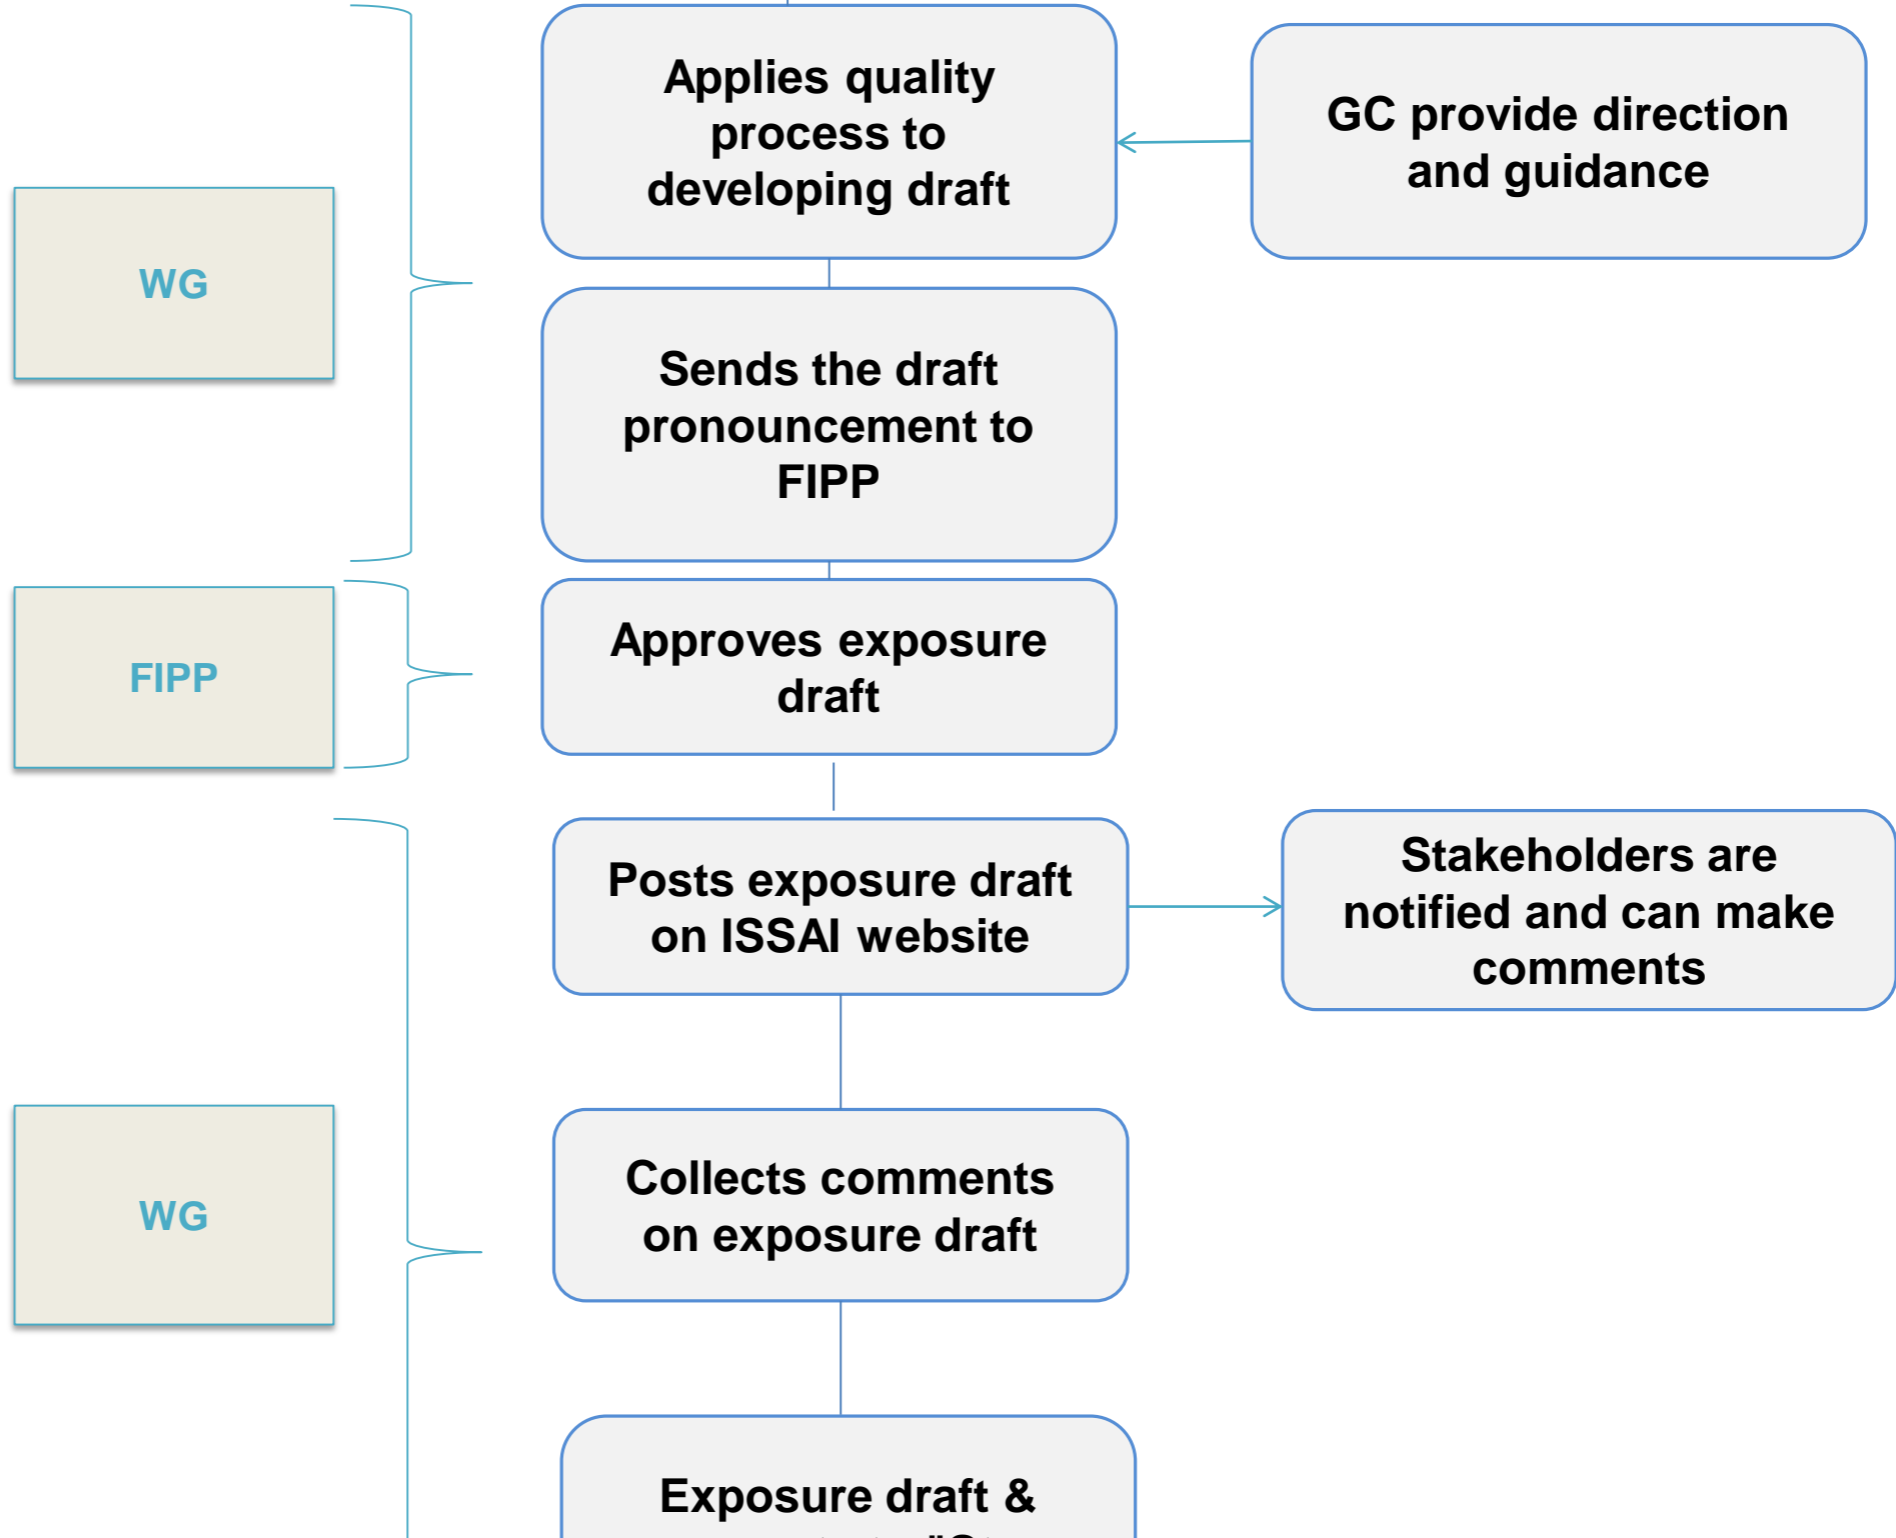 Applies quality
process to
developing draft
GC provide direction
and guidance
WG
Sends the draft
pronouncement to
FIPP
FIPP
Approves exposure
draft
Posts exposure draft
on ISSAI website
Stakeholders are
notified and can make
comments
WG
Collects comments
on exposure draft
Exposure draft &